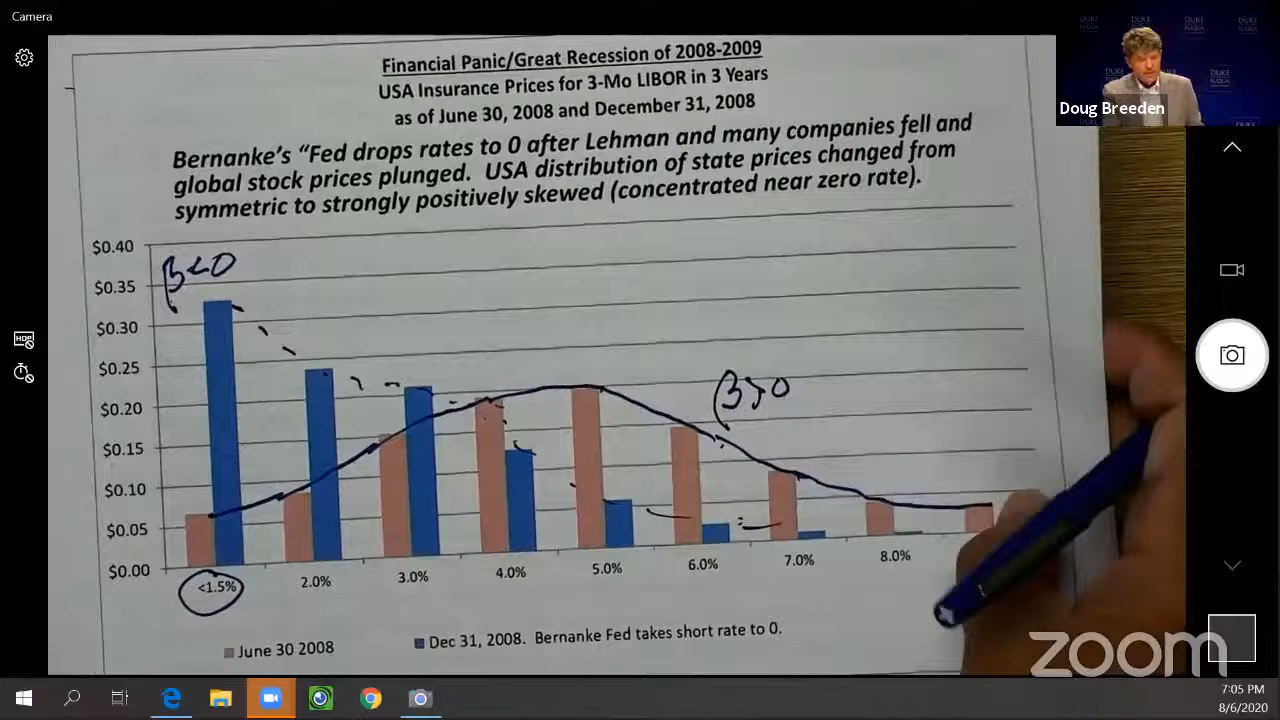 Camera
Financial Panic/Great Recession of 2008-2009
USA Insurance Prices for 3-Mo LIBOR in 3 Years
as of June 30, 2008 and December 31, 2008
Bernanke's "Fed drops rates to 0 after Lehman and many companies fell and
global stock prices plunged. USA distribution of state prices changed from
symmetric to strongly positively skewed (concentrated near zero rate).
DUKE
FUQUA
Doug Breeden
$0.40
$0.35
$0.30
$0.25
$0.20
$0.15
$0.10
$0.05
$0.00
β<0
β>0
<1.5%
2.0%
3.0%
4.0%
5.0%
6.0%
7.0%
8.0%
June 30 2008
Dec 31, 2008. Bernanke Fed takes short rate to 0.
HDR
zoom
7:05 PM
8/6/2020